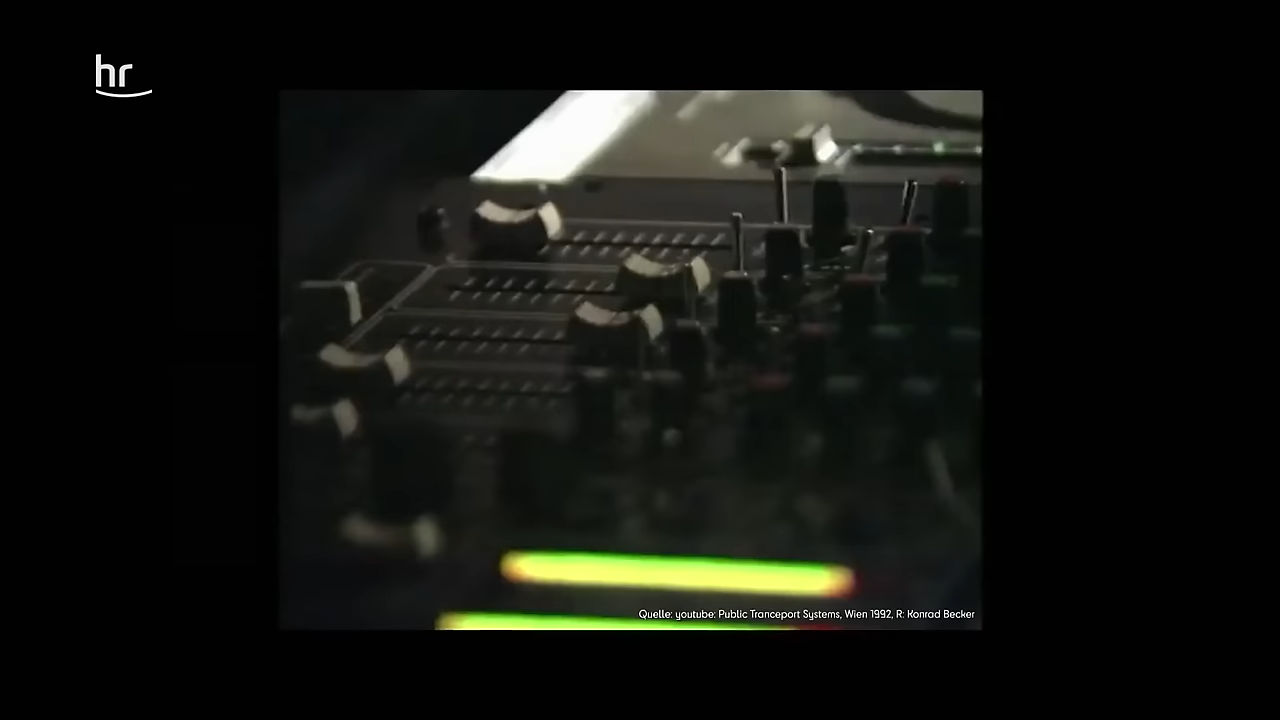 hr
Quelle: youtube: Public Tranceport Systems, Wien 1992, R: Konrad Becker